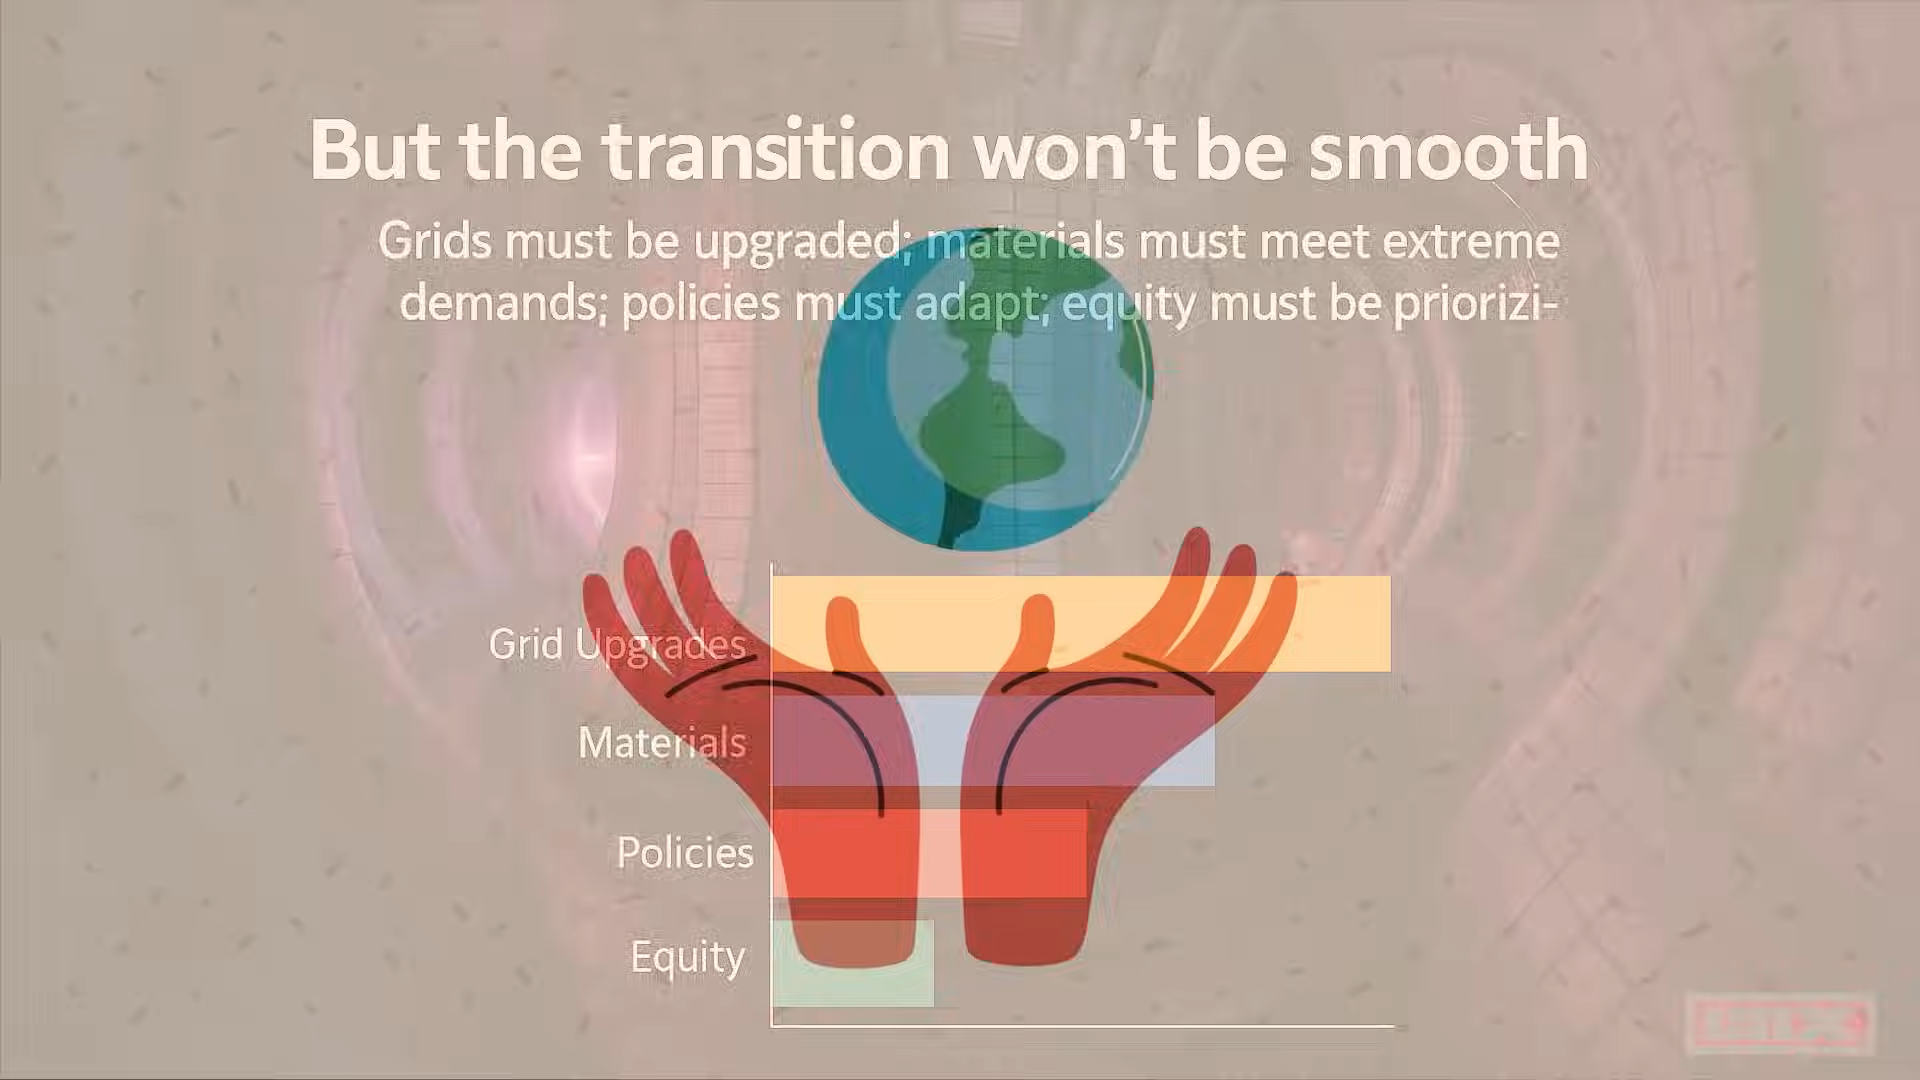 But the transition won't be smooth
Grids must be upgraded; materials must meet extreme
demands; policies must adapt; equity must be priorizi-
Grid Upgrades
Materials
Policies
Equity